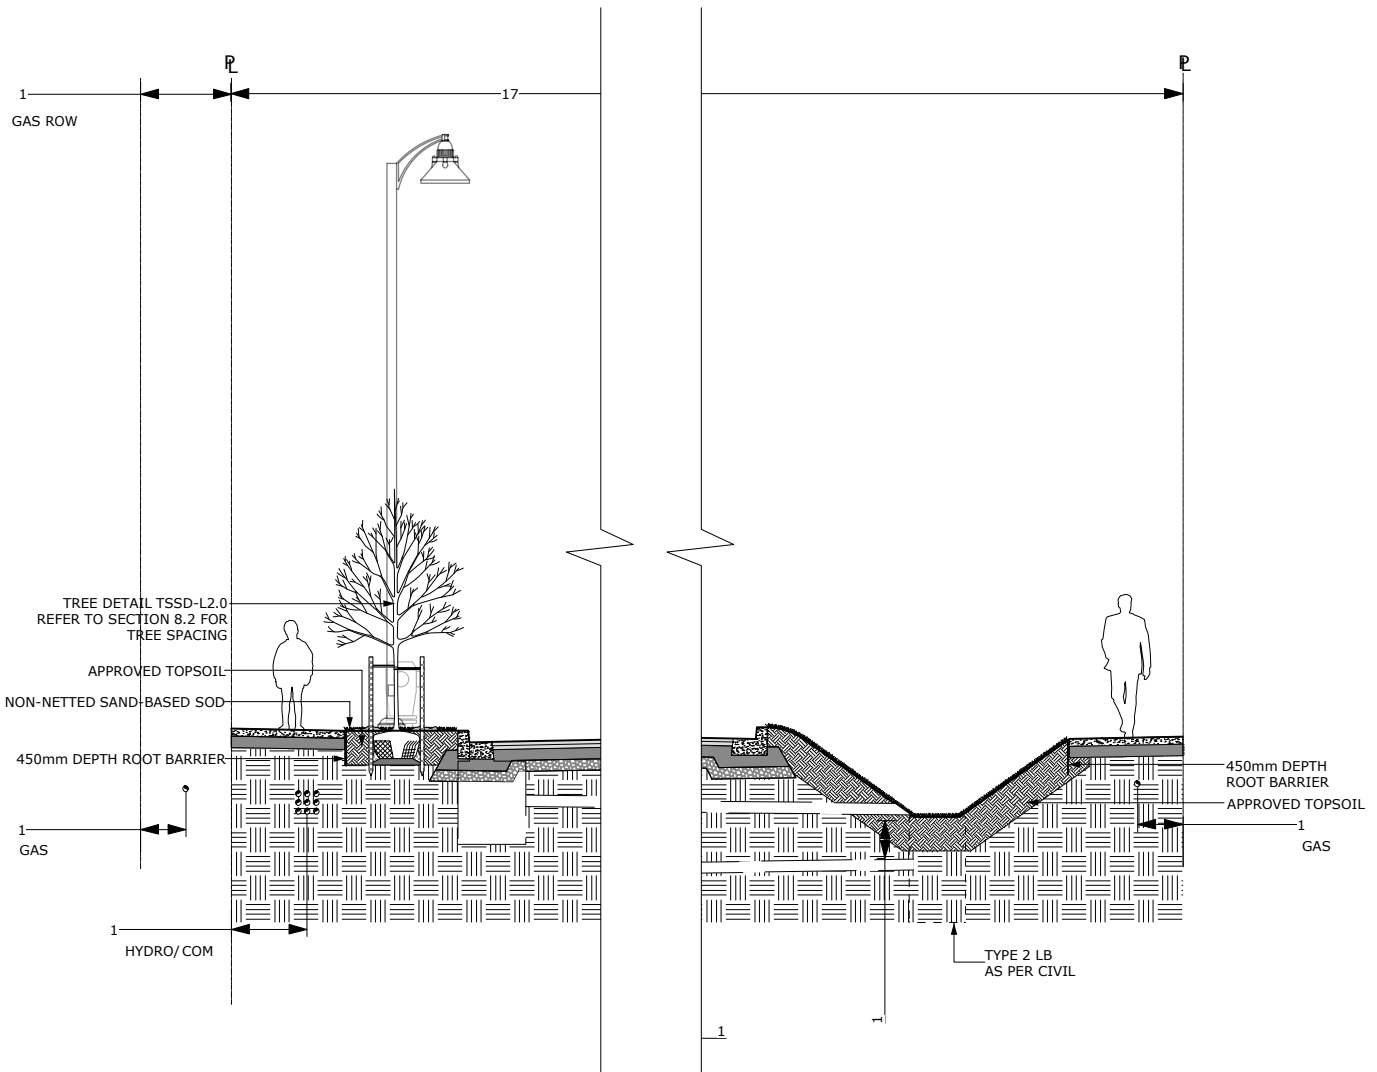 PL
PL
1
17
GAS ROW
TREE DETAIL TSSD-L2.0
REFER TO SECTION 8.2 FOR
TREE SPACING
APPROVED TOPSOIL
NON-NETTED SAND-BASED SOD
450mm DEPTH ROOT BARRIER
450mm DEPTH
ROOT BARRIER
APPROVED TOPSOIL
1
GAS
1
GAS
1
HYDRO/COM
TYPE 2 LB
AS PER CIVIL
1
1